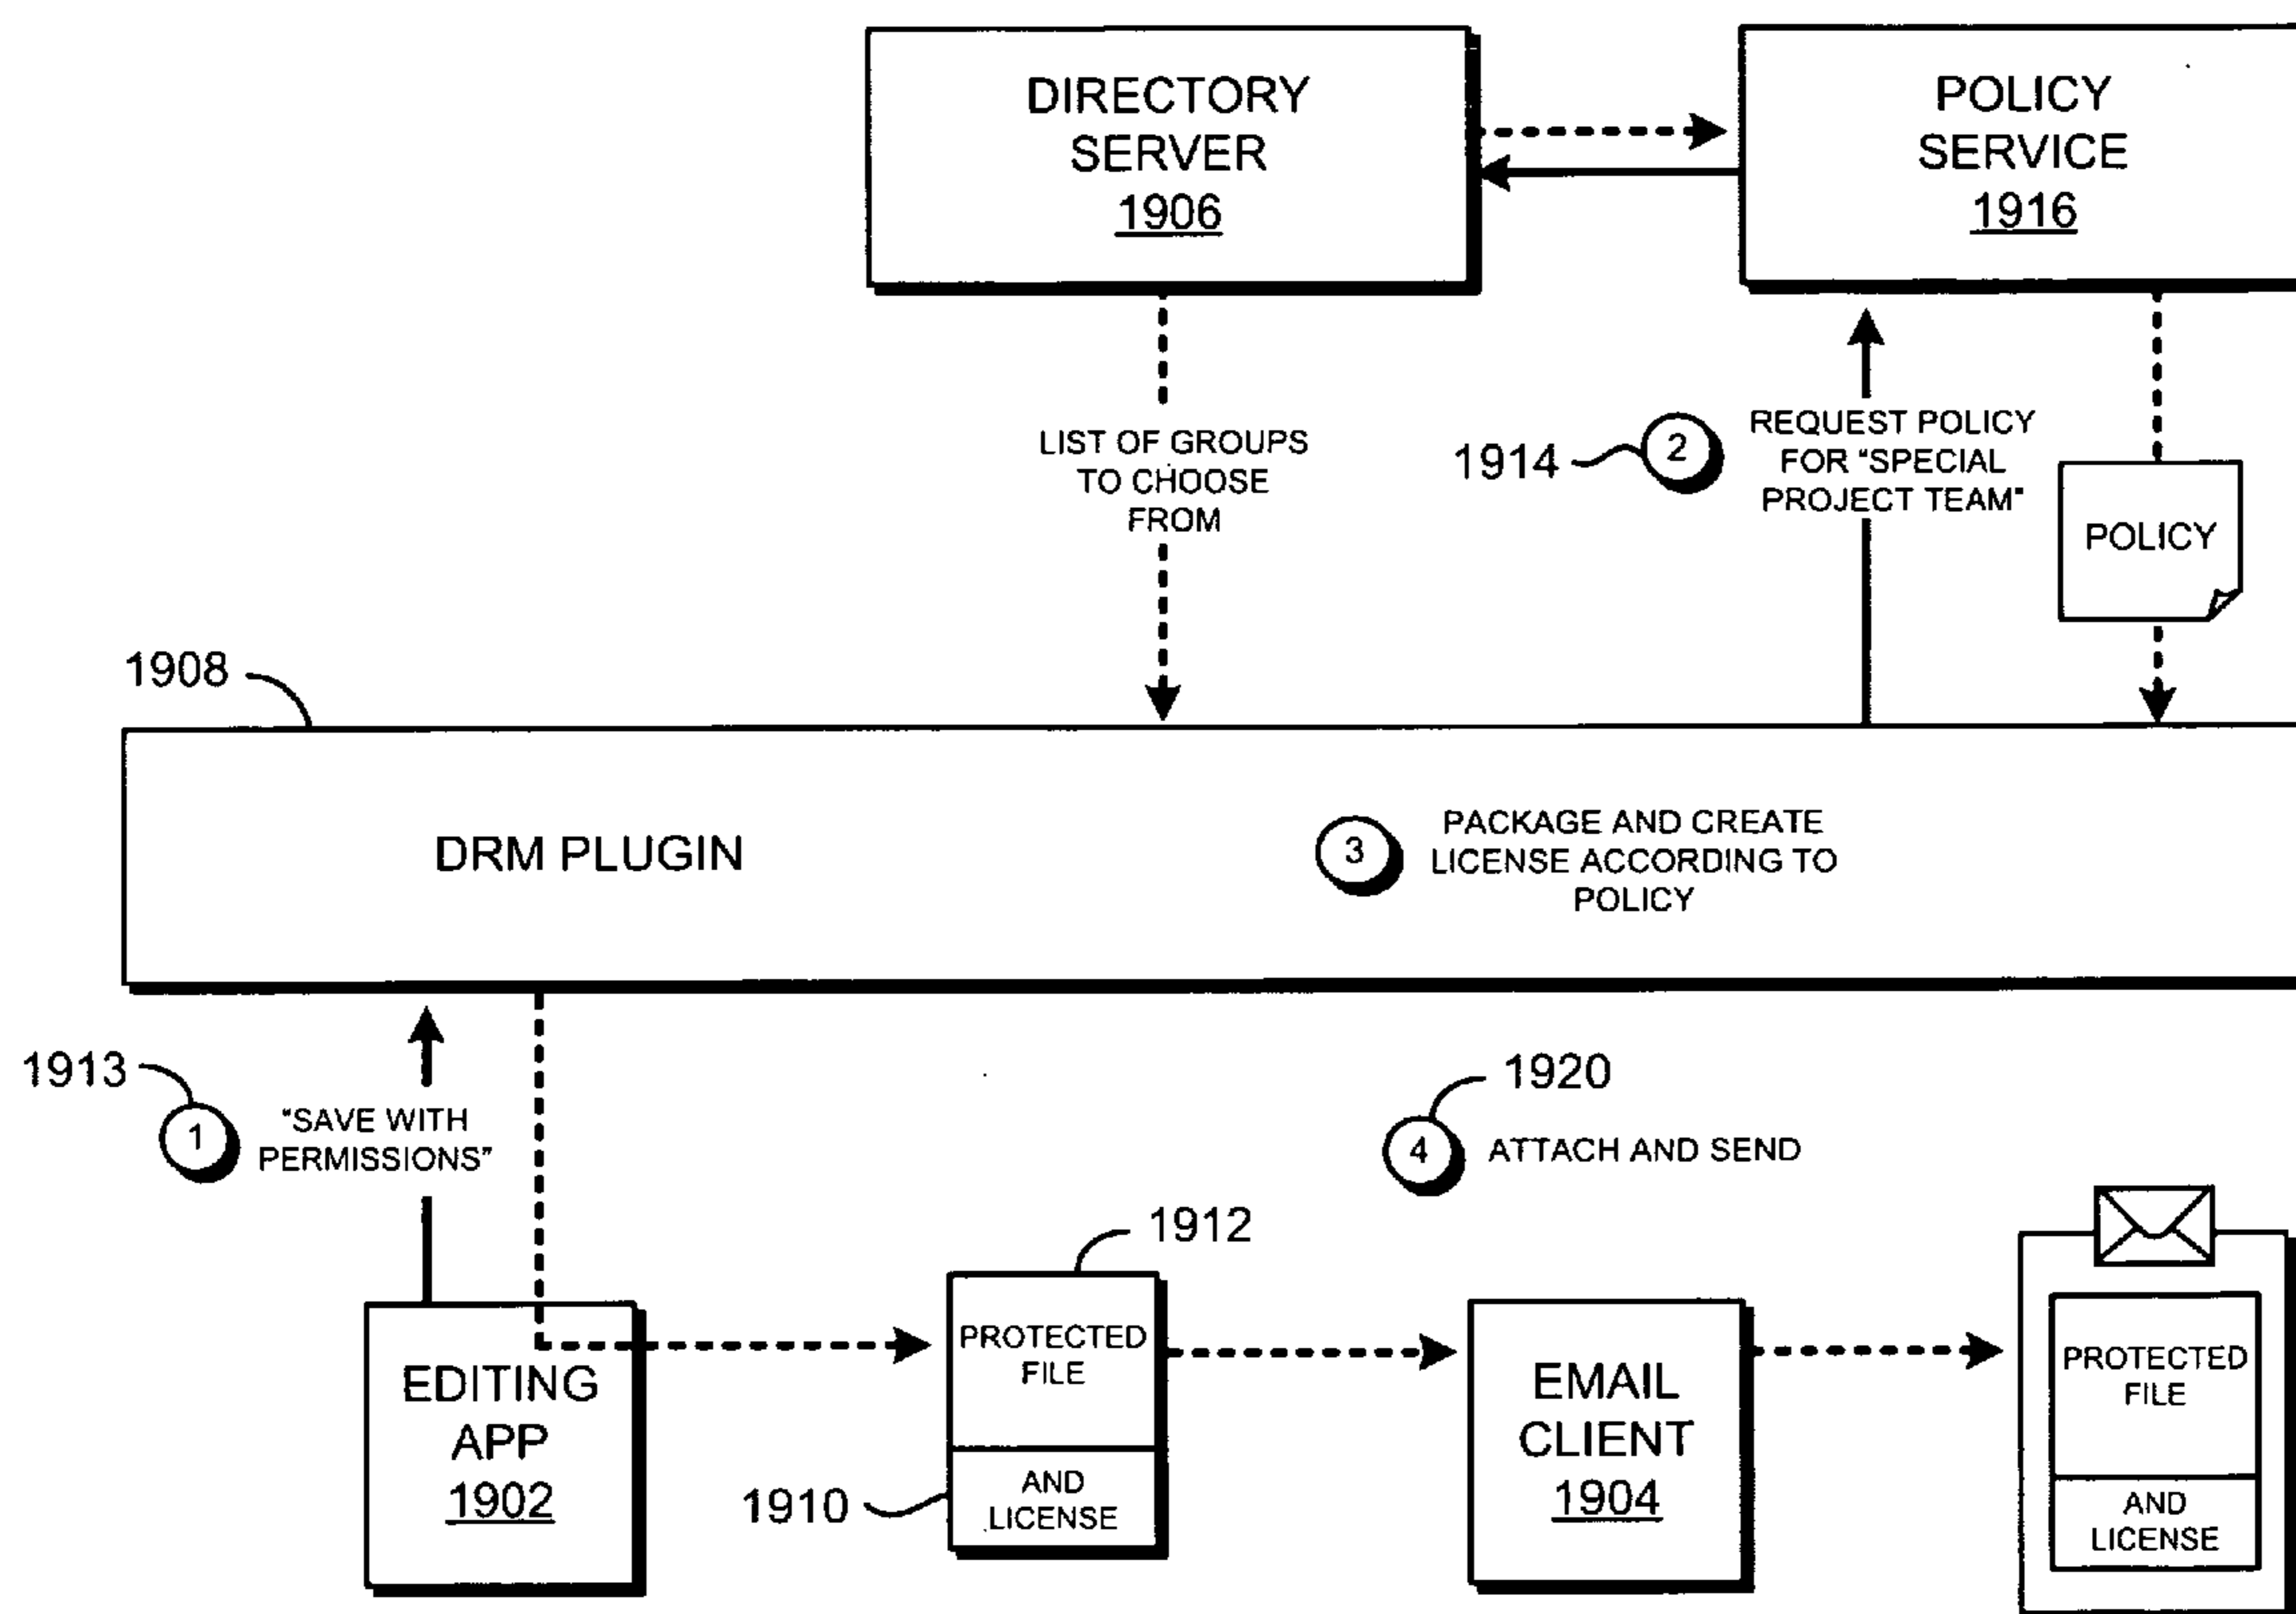 DIRECTORY
SERVER
1906
POLICY
SERVICE
1916
LIST OF GROUPS
TO CHOOSE
FROM
1914
2
REQUEST POLICY
FOR "SPECIAL
PROJECT TEAM"
POLICY
1908
DRM PLUGIN
3
PACKAGE AND CREATE
LICENSE ACCORDING TO
POLICY
1913
1
"SAVE WITH
PERMISSIONS"
1920
4
ATTACH AND SEND
1912
EDITING
APP
1902
PROTECTED
FILE
1910
AND
LICENSE
EMAIL
CLIENT
1904
PROTECTED
FILE
AND
LICENSE